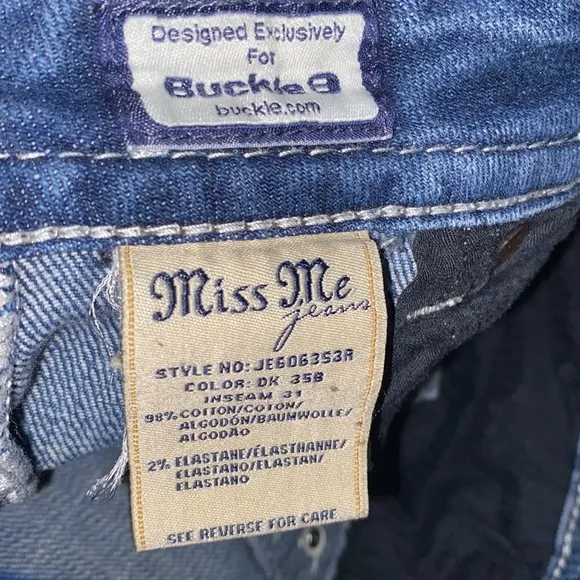 Designed Exclusively
For
Buckle B
buckle.com
Miss Me
jeans
STYLE NO: JE6063S3R
COLOR: DK 358
INSEAM 31
98% COTTON/COTON/
ALGODÓN/BAUMWOLLE/
ALGODÃO
2% ELASTANE/ÉLASTHANNE/
ELASTANO/ELASTAN/
ELASTANO
SEE REVERSE FOR CARE